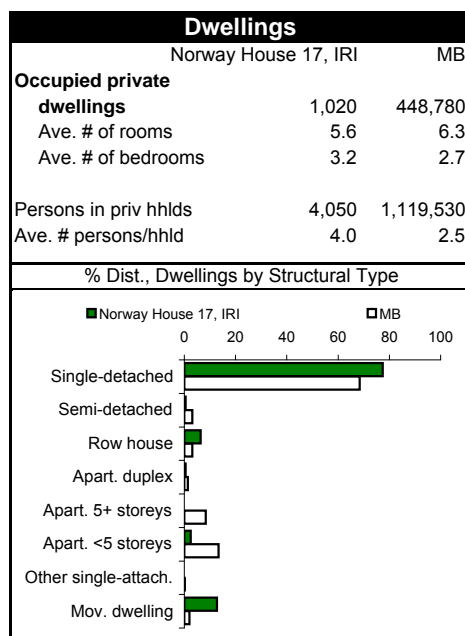 Dwellings
Norway House 17, IRI MB
Occupied private
dwellings 1,020 448,780
Ave. # of rooms 5.6 6.3
Ave. # of bedrooms 3.2 2.7
Persons in priv hhlds 4,050 1,119,530
Ave. # persons/hhld 4.0 2.5
% Dist., Dwellings by Structural Type
Norway House 17, IRI MB
0 20 40 60 80 100
Single-detached
Semi-detached
Row house
Apart. duplex
Apart. 5+ storeys
Apart. <5 storeys
Other single-attach.
Mov. dwelling